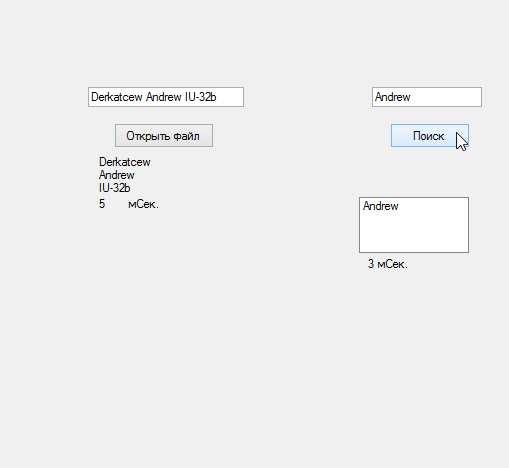 Derkatcew Andrew IU-32b
Andrew
Открыть файл
Поиск
Derkatcew
Andrew
IU-32b
5 мСек.
Andrew
3 мСек.